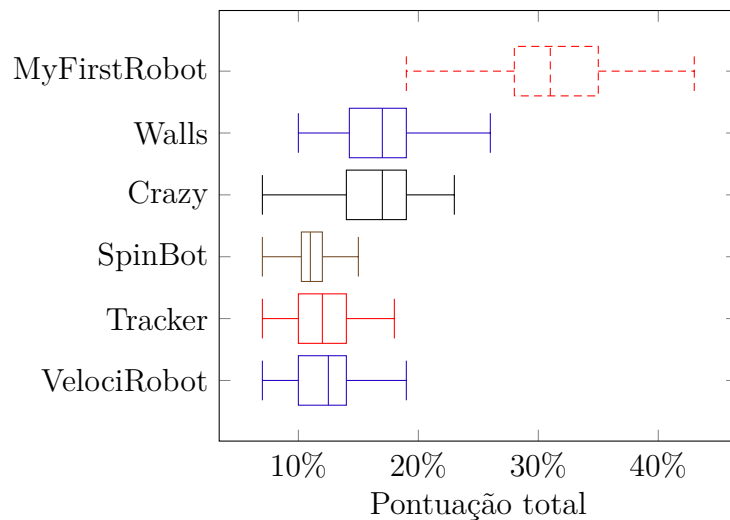 MyFirstRobot
Walls
Crazy
SpinBot
Tracker
VelociRobot
10% 20% 30% 40%
Pontuação total